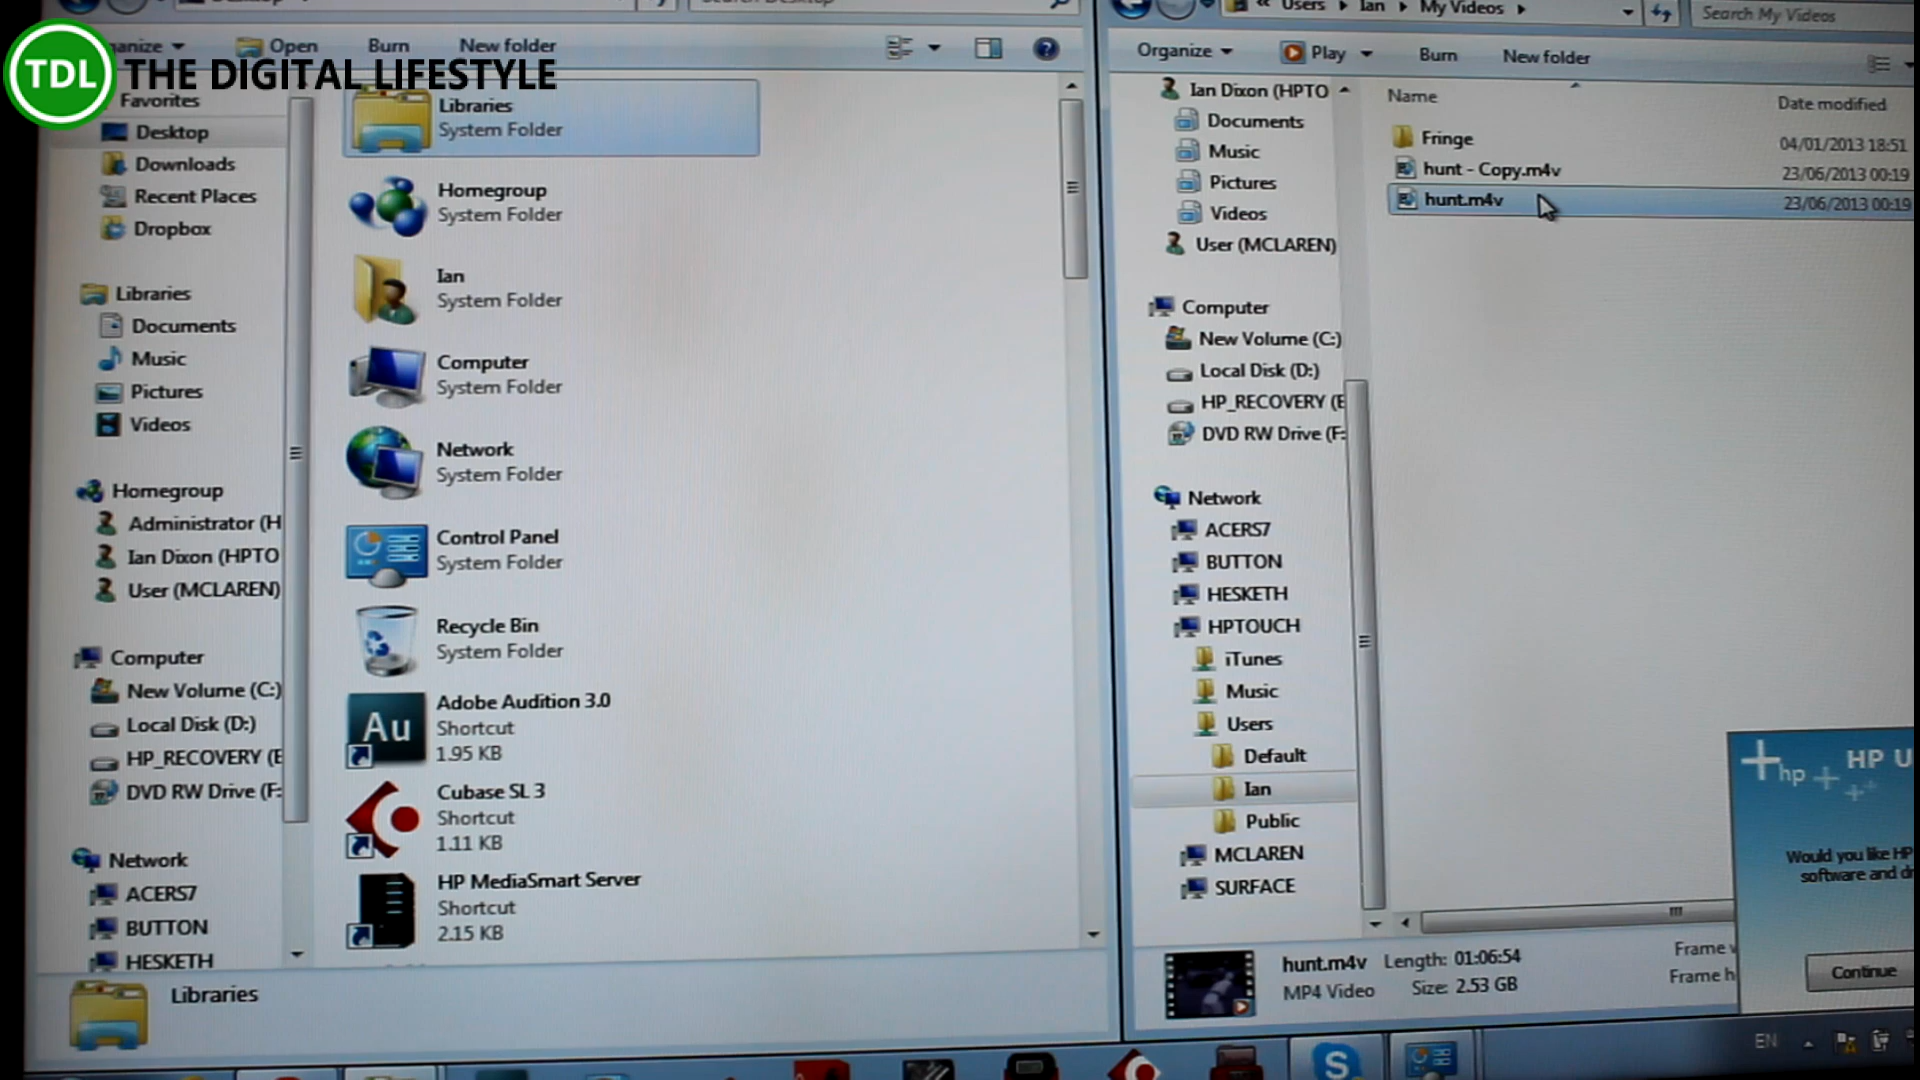 TDL THE DIGITAL LIFESTYLE
Open
Burn
New folder
Favorites
Desktop
Downloads
Recent Places
Dropbox
Libraries
Documents
Music
Pictures
Videos
Homegroup
Administrator (H
Ian Dixon (HPTO
User (MCLAREN)
Computer
New Volume (C:)
Local Disk (D:)
HP_RECOVERY (E
DVD RW Drive (F:
Network
ACERS7
BUTTON
HESKETH
Libraries
System Folder
Homegroup
System Folder
Ian
System Folder
Computer
System Folder
Network
System Folder
Control Panel
System Folder
Recycle Bin
System Folder
Au
Adobe Audition 3.0
Shortcut
1.95 KB
Cubase SL 3
Shortcut
1.11 KB
HP MediaSmart Server
Shortcut
2.15 KB
Libraries
« Users Ian My Videos
Search My Videos
Organize
Play
Burn
New folder
Ian Dixon (HPTO
Documents
Music
Pictures
Videos
User (MCLAREN)
Computer
New Volume (C:)
Local Disk (D:)
HP_RECOVERY (E
DVD RW Drive (F:
Network
ACERS7
BUTTON
HESKETH
HPTOUCH
iTunes
Music
Users
Default
Ian
Public
MCLAREN
SURFACE
Name Date modified
Fringe 04/01/2013 18:51
hunt - Copy.m4v 23/06/2013 00:19
hunt.m4v 23/06/2013 00:19
hp HP U
Would you like HP
software and dr
Continue
hunt.m4v Length: 01:06:54 Frame w
MP4 Video Size: 2.53 GB Frame h
EN